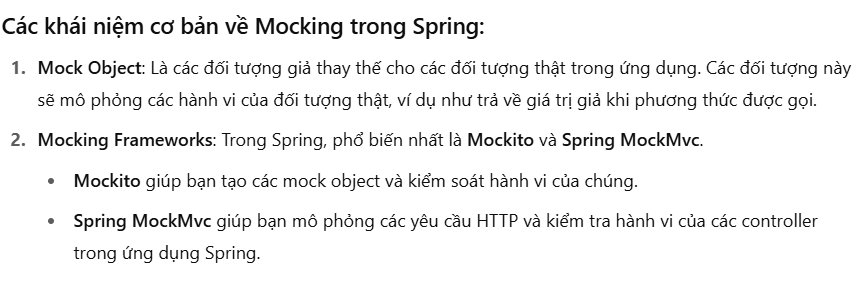 Các khái niệm cơ bản về Mocking trong Spring:
1. Mock Object: Là các đối tượng giả thay thế cho các đối tượng thật trong ứng dụng. Các đối tượng này
sẽ mô phỏng các hành vi của đối tượng thật, ví dụ như trả về giá trị giả khi phương thức được gọi.
2. Mocking Frameworks: Trong Spring, phổ biến nhất là Mockito và Spring MockMvc.
• Mockito giúp bạn tạo các mock object và kiểm soát hành vi của chúng.
• Spring MockMvc giúp bạn mô phỏng các yêu cầu HTTP và kiểm tra hành vi của các controller
trong ứng dụng Spring.